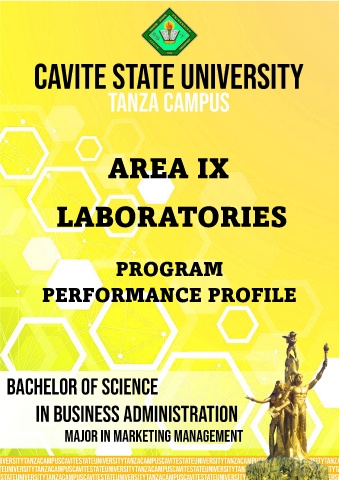 CAVITE STATE UNIVERSITY
TANZA CAMPUS
AREA IX
LABORATORIES
PROGRAM
PERFORMANCE PROFILE
BACHELOR OF SCIENCE
IN BUSINESS ADMINISTRATION
MAJOR IN MARKETING MANAGEMENT